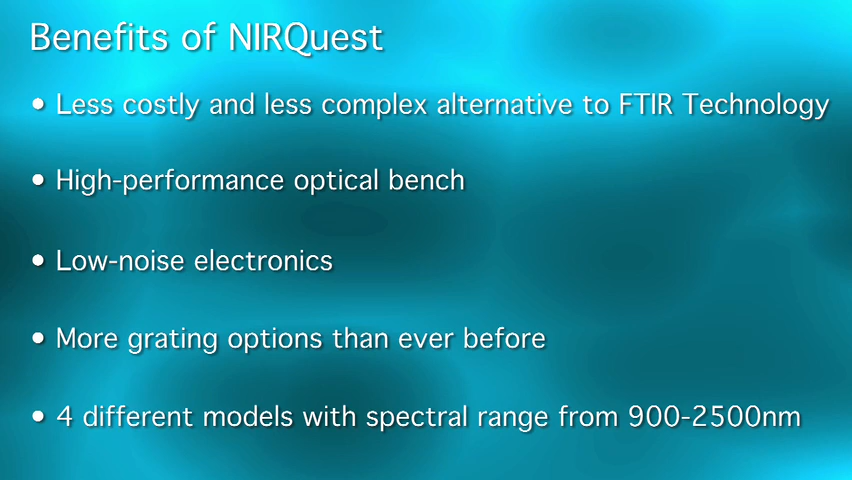 Benefits of NIRQuest
• Less costly and less complex alternative to FTIR Technology
• High-performance optical bench
• Low-noise electronics
• More grating options than ever before
• 4 different models with spectral range from 900-2500nm